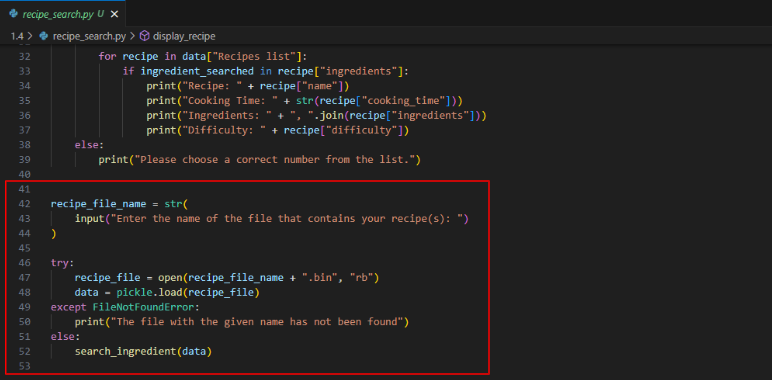 recipe_search.py U ×
1.4 > recipe_search.py > display_recipe
32         for recipe in data["Recipes list"]:
33             if ingredient_searched in recipe["ingredients"]:
34                 print("Recipe: " + recipe["name"])
35                 print("Cooking Time: " + str(recipe["cooking_time"]))
36                 print("Ingredients: " + ", ".join(recipe["ingredients"]))
37                 print("Difficulty: " + recipe["difficulty"])
38     else:
39         print("Please choose a correct number from the list.")
40
41
42 recipe_file_name = str(
43     input("Enter the name of the file that contains your recipe(s): ")
44 )
45
46 try:
47     recipe_file = open(recipe_file_name + ".bin", "rb")
48     data = pickle.load(recipe_file)
49 except FileNotFoundError:
50     print("The file with the given name has not been found")
51 else:
52     search_ingredient(data)
53